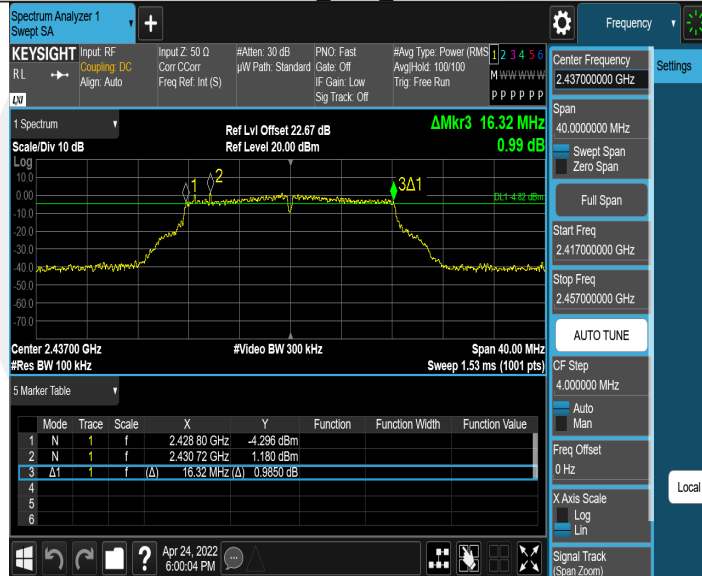 Spectrum Analyzer 1
Swept SA
+
Frequency
KEYSIGHT
RL
LXI
Input: RF
Coupling: DC
Align: Auto
Input Z: 50 Ω
Corr CCorr
Freq Ref: Int (S)
#Atten: 30 dB
µW Path: Standard
PNO: Fast
Gate: Off
IF Gain: Low
Sig Track: Off
#Avg Type: Power (RMS
Avg|Hold: 100/100
Trig: Free Run
1 2 3 4 5 6
M W W W W W
P P P P P P
1 Spectrum
Scale/Div 10 dB
Ref Lvl Offset 22.67 dB
Ref Level 20.00 dBm
ΔMkr3 16.32 MHz
0.99 dB
Log
10.0
0.00
-10.0
-20.0
-30.0
-40.0
-50.0
-60.0
-70.0
1
2
3Δ1
DL1 -4.82 dBm
Center 2.43700 GHz
#Video BW 300 kHz
Span 40.00 MHz
#Res BW 100 kHz
Sweep 1.53 ms (1001 pts)
5 Marker Table
Mode Trace Scale X Y Function Function Width Function Value
1 N 1 f 2.428 80 GHz -4.296 dBm
2 N 1 f 2.430 72 GHz 1.180 dBm
3 Δ1 1 f (Δ) 16.32 MHz (Δ) 0.9850 dB
4
5
6
?
Apr 24, 2022
6:00:04 PM
Center Frequency
2.437000000 GHz
Span
40.0000000 MHz
Swept Span
Zero Span
Full Span
Start Freq
2.417000000 GHz
Stop Freq
2.457000000 GHz
AUTO TUNE
CF Step
4.000000 MHz
Auto
Man
Freq Offset
0 Hz
X Axis Scale
Log
Lin
Signal Track
(Span Zoom)
Settings
Local